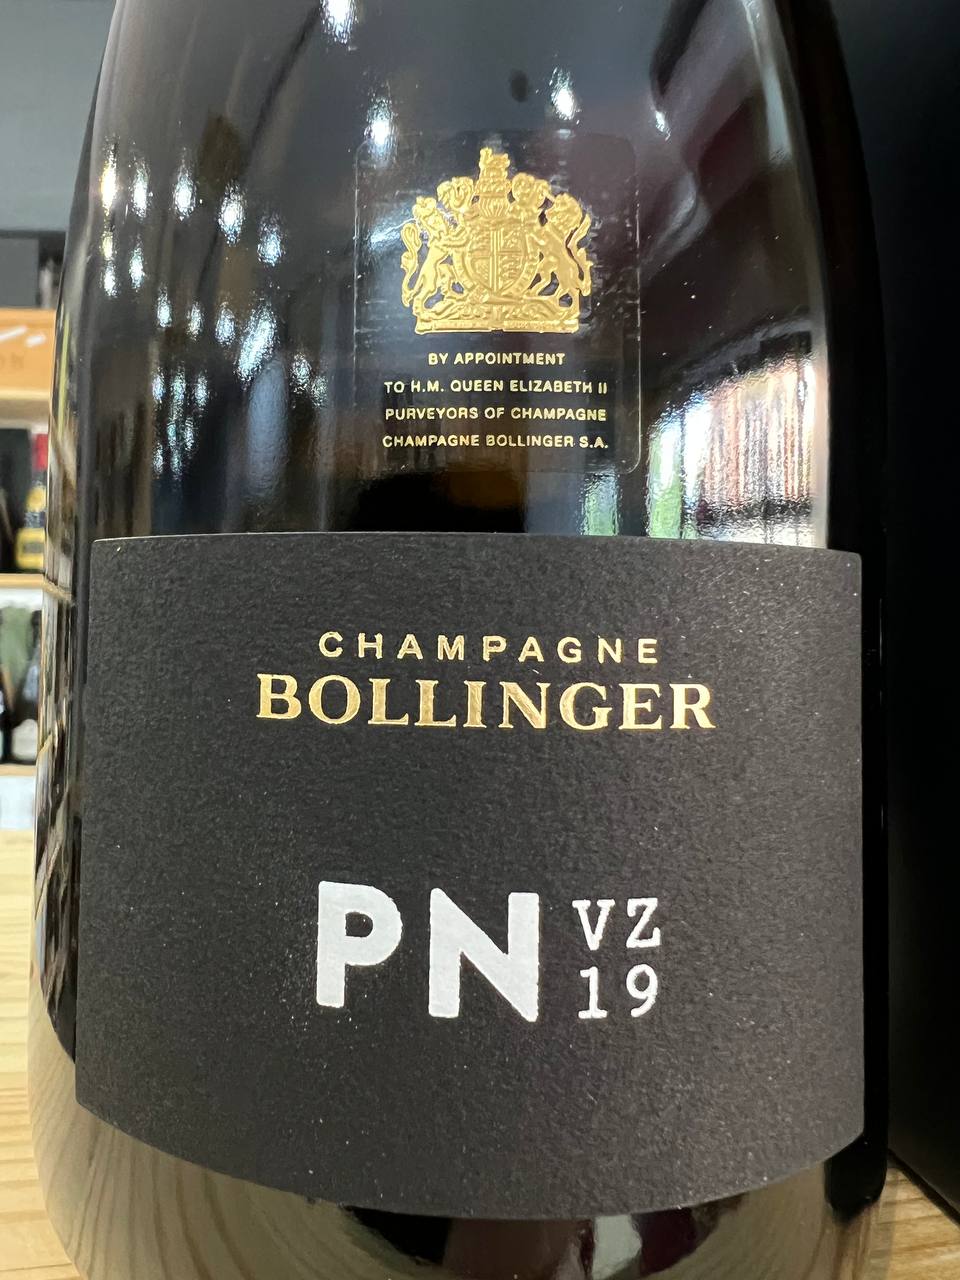 BY APPOINTMENT
TO H.M. QUEEN ELIZABETH II
PURVEYORS OF CHAMPAGNE
CHAMPAGNE BOLLINGER S.A.
CHAMPAGNE
BOLLINGER
PN VZ
19